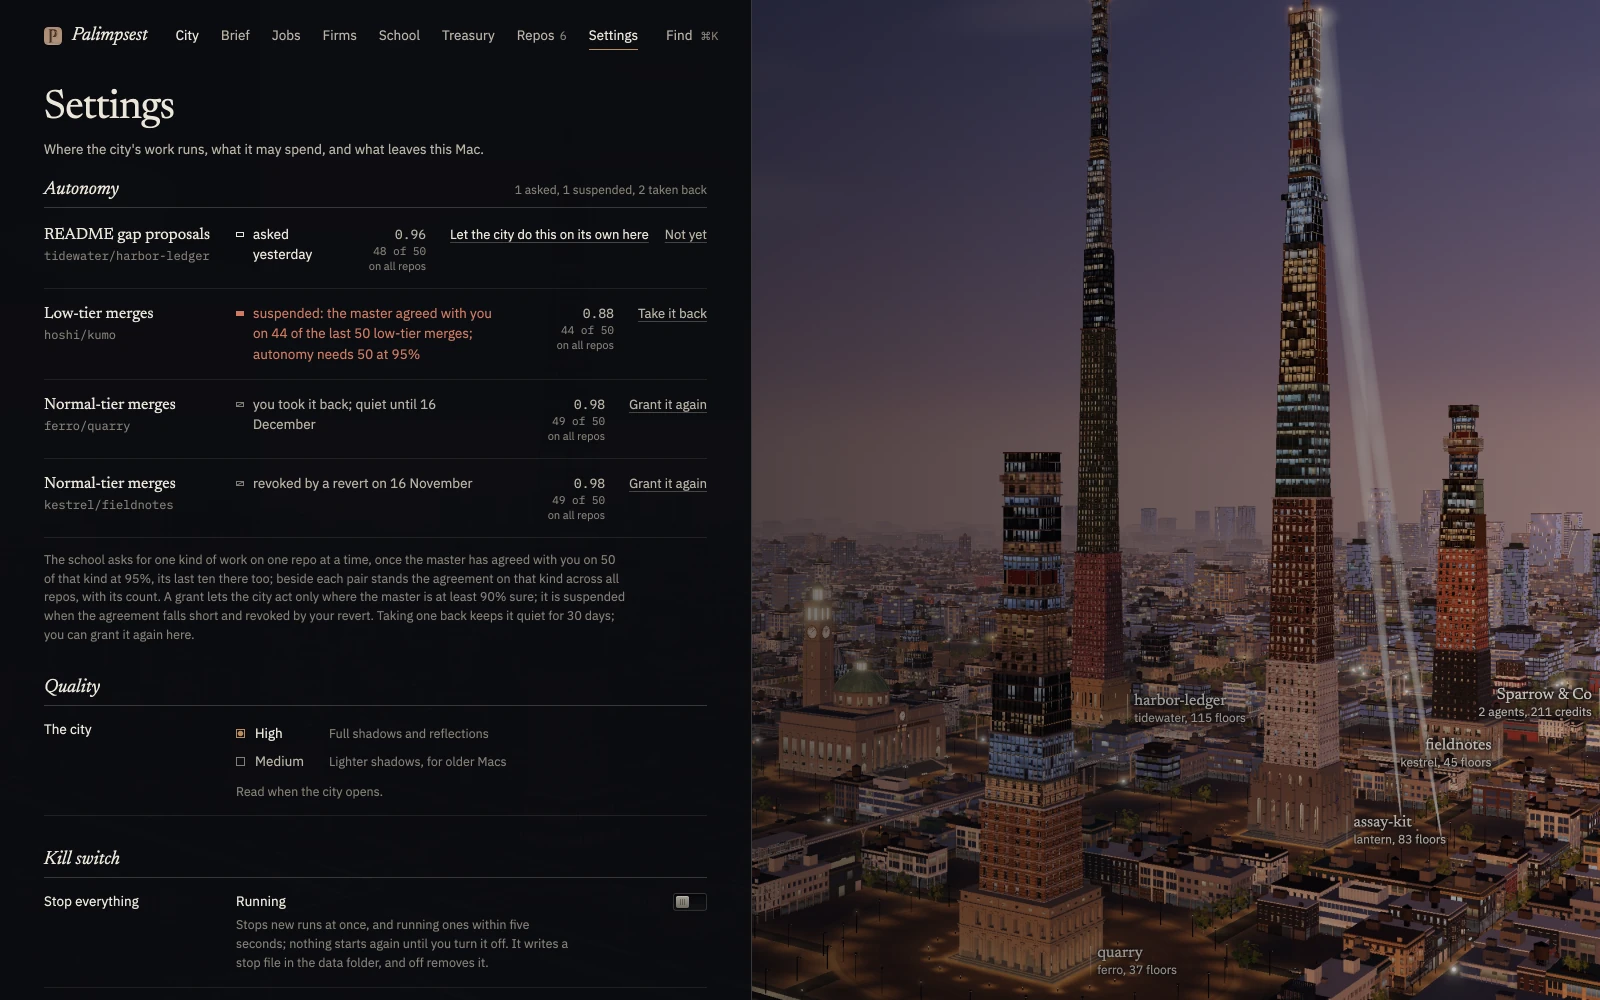 P Palimpsest City Brief Jobs Firms School Treasury Repos 6 Settings Find ⌘K
Settings
Where the city's work runs, what it may spend, and what leaves this Mac.
Autonomy 1 asked, 1 suspended, 2 taken back
README gap proposals
tidewater/harbor-ledger
asked
yesterday
0.96
48 of 50
on all repos
Let the city do this on its own here Not yet
Low-tier merges
hoshi/kumo
suspended: the master agreed with you
on 44 of the last 50 low-tier merges;
autonomy needs 50 at 95%
0.88
44 of 50
on all repos
Take it back
Normal-tier merges
ferro/quarry
you took it back; quiet until 16
December
0.98
49 of 50
on all repos
Grant it again
Normal-tier merges
kestrel/fieldnotes
revoked by a revert on 16 November
0.98
49 of 50
on all repos
Grant it again
The school asks for one kind of work on one repo at a time, once the master has agreed with you on 50
of that kind at 95%, its last ten there too; beside each pair stands the agreement on that kind across all
repos, with its count. A grant lets the city act only where the master is at least 90% sure; it is suspended
when the agreement falls short and revoked by your revert. Taking one back keeps it quiet for 30 days;
you can grant it again here.
Quality
The city
High Full shadows and reflections
Medium Lighter shadows, for older Macs
Read when the city opens.
Kill switch
Stop everything
Running
Stops new runs at once, and running ones within five
seconds; nothing starts again until you turn it off. It writes a
stop file in the data folder, and off removes it.
harbor-ledger
tidewater, 115 floors
Sparrow & Co
2 agents, 211 credits
fieldnotes
kestrel, 45 floors
assay-kit
lantern, 83 floors
quarry
ferro, 37 floors